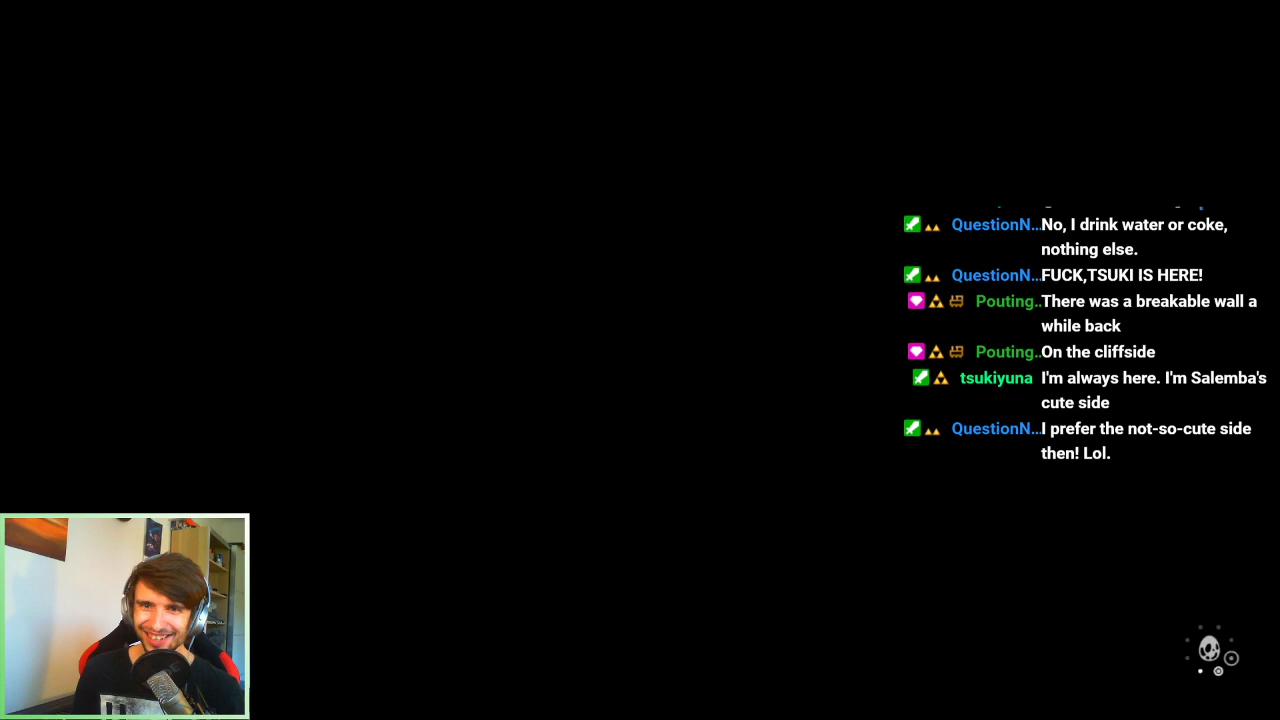 QuestionN... No, I drink water or coke,
nothing else.
QuestionN... FUCK,TSUKI IS HERE!
Pouting.. There was a breakable wall a
while back
Pouting.. On the cliffside
tsukiyuna I'm always here. I'm Salemba's
cute side
QuestionN... I prefer the not-so-cute side
then! Lol.